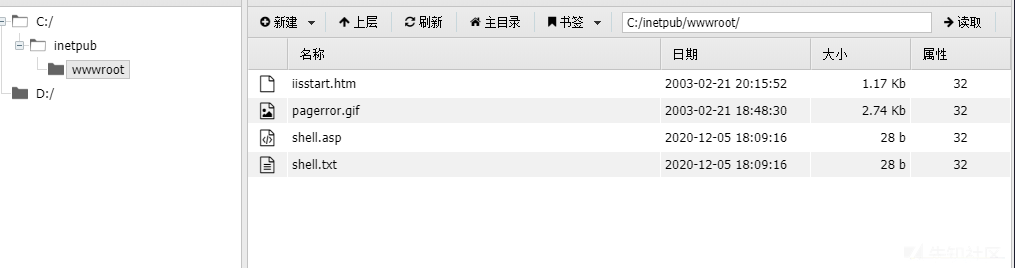 C:/
inetpub
wwwroot
D:/
新建 上层 刷新 主目录 书签 C:/inetpub/wwwroot/ 读取
名称 日期 大小 属性
iisstart.htm 2003-02-21 20:15:52 1.17 Kb 32
pagerror.gif 2003-02-21 18:48:30 2.74 Kb 32
shell.asp 2020-12-05 18:09:16 28 b 32
shell.txt 2020-12-05 18:09:16 28 b 32